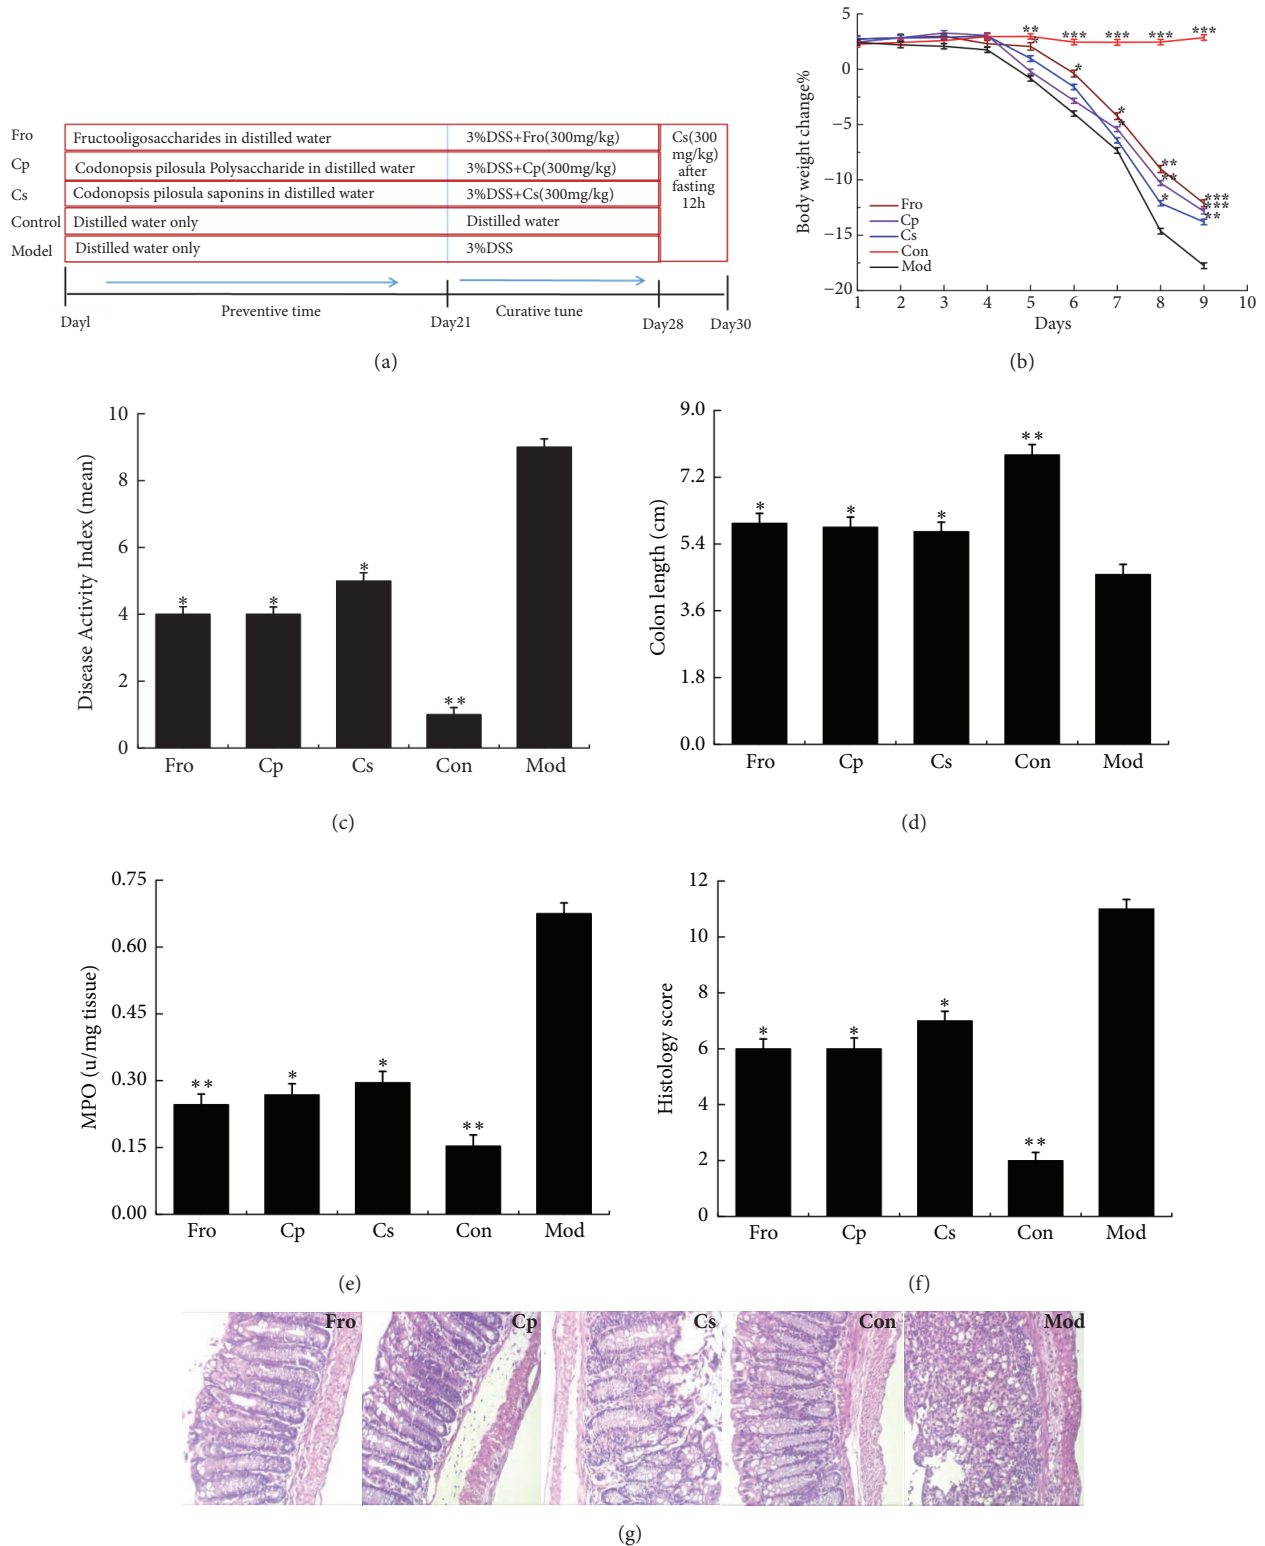 Fro Fructooligosaccharides in distilled water 3%DSS+Fro(300mg/kg)
Cp Codonopsis pilosula Polysaccharide in distilled water 3%DSS+Cp(300mg/kg)
Cs Codonopsis pilosula saponins in distilled water 3%DSS+Cs(300mg/kg)
Control Distilled water only Distilled water
Model Distilled water only 3%DSS
Cs(300
mg/kg)
after
fasting
12h
Preventive time Curative tune
Dayl Day21 Day28 Day30
(a)
Body weight change%
5
0
−5
−10
−15
−20
** *** *** *** ***
*
*
*
*
**
**
*
***
***
**
Fro
Cp
Cs
Con
Mod
1 2 3 4 5 6 7 8 9 10
Days
(b)
Disease Activity Index (mean)
10
8
6
4
2
0
* * * **
Fro Cp Cs Con Mod
(c)
Colon length (cm)
9.0
7.2
5.4
3.6
1.8
0.0
* * * **
Fro Cp Cs Con Mod
(d)
MPO (u/mg tissue)
0.75
0.60
0.45
0.30
0.15
0.00
** * * **
Fro Cp Cs Con Mod
(e)
Histology score
12
10
8
6
4
2
0
* * * **
Fro Cp Cs Con Mod
(f)
Fro Cp Cs Con Mod
(g)